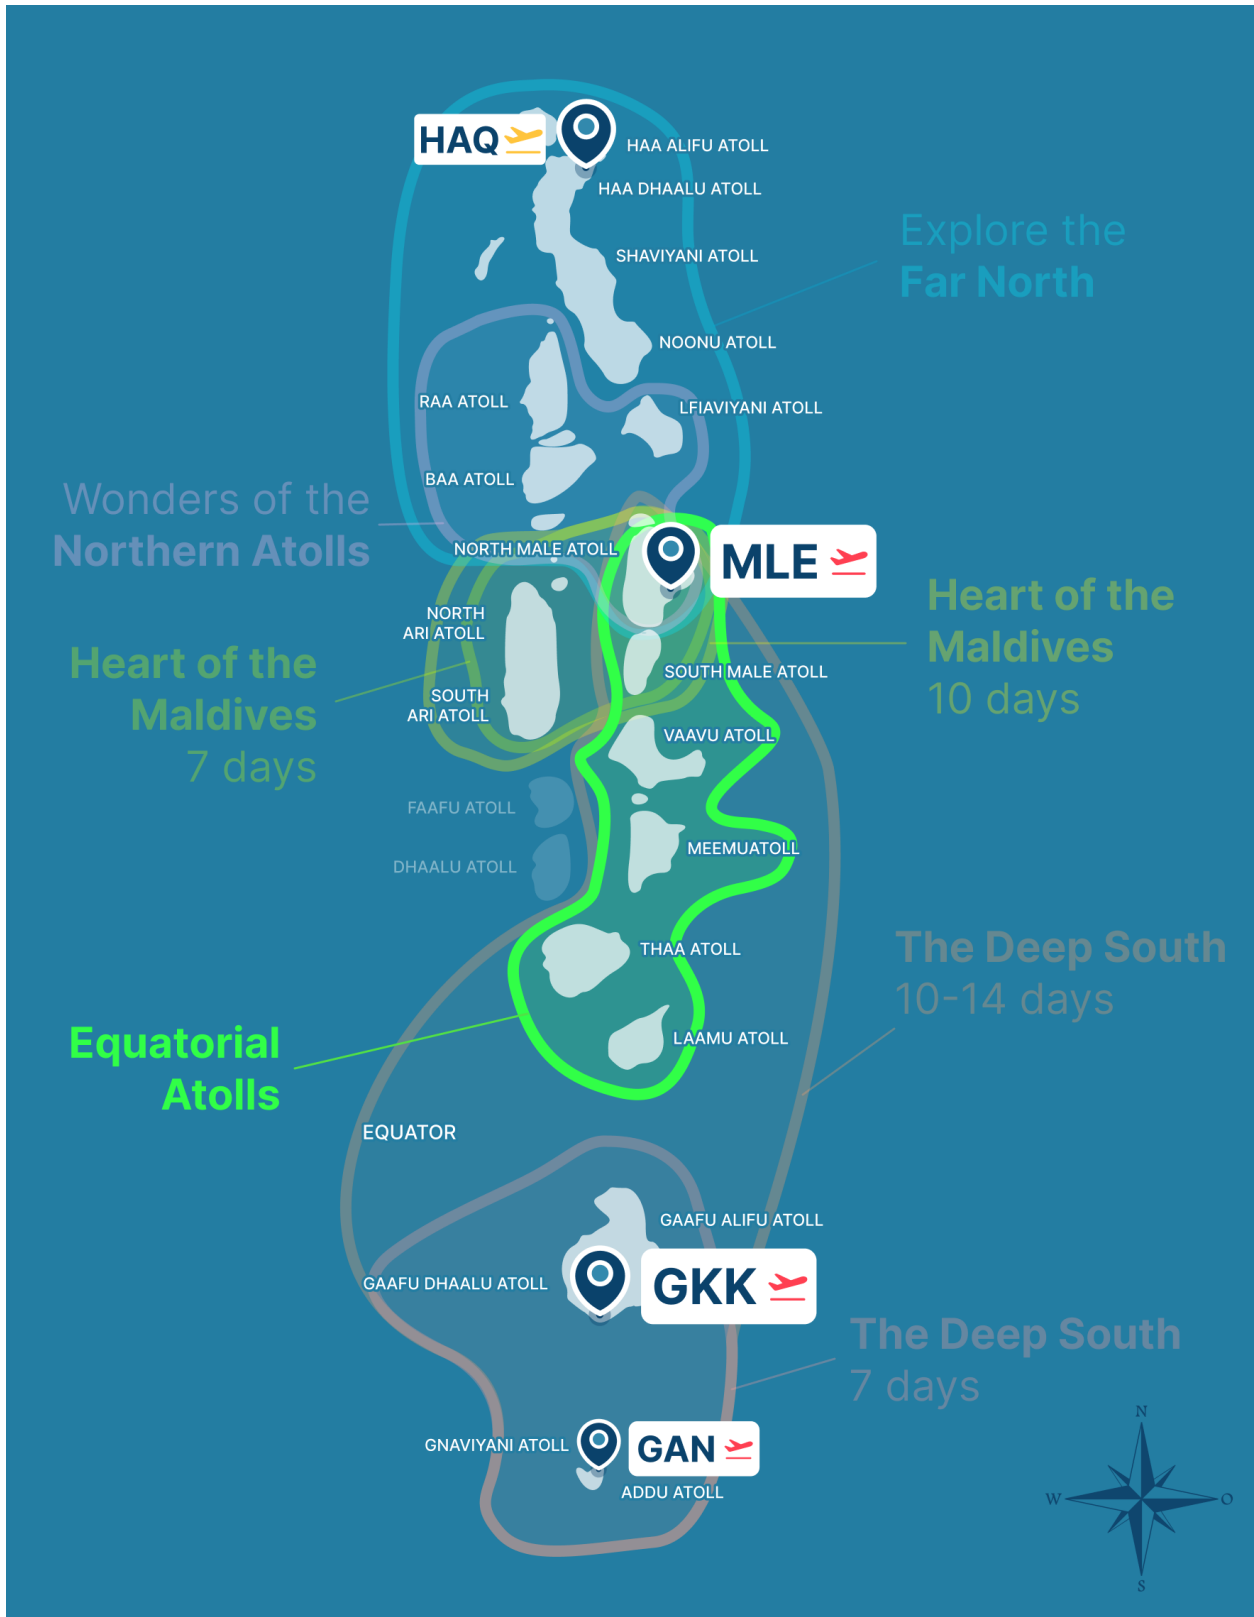 HAQ
HAA ALIFU ATOLL
HAA DHAALU ATOLL
SHAVIYANI ATOLL
Explore the
Far North
NOONU ATOLL
RAA ATOLL
LFIAVIYANI ATOLL
BAA ATOLL
Wonders of the
Northern Atolls
NORTH MALE ATOLL
MLE
NORTH
ARI ATOLL
Heart of the
Maldives
10 days
Heart of the
Maldives
7 days
SOUTH MALE ATOLL
SOUTH
ARI ATOLL
VAAVU ATOLL
FAAFU ATOLL
MEEMUATOLL
DHAALU ATOLL
THAA ATOLL
The Deep South
10-14 days
LAAMU ATOLL
Equatorial
Atolls
EQUATOR
GAAFU ALIFU ATOLL
GAAFU DHAALU ATOLL
GKK
The Deep South
7 days
GNAVIYANI ATOLL
GAN
ADDU ATOLL
N
W
O
S